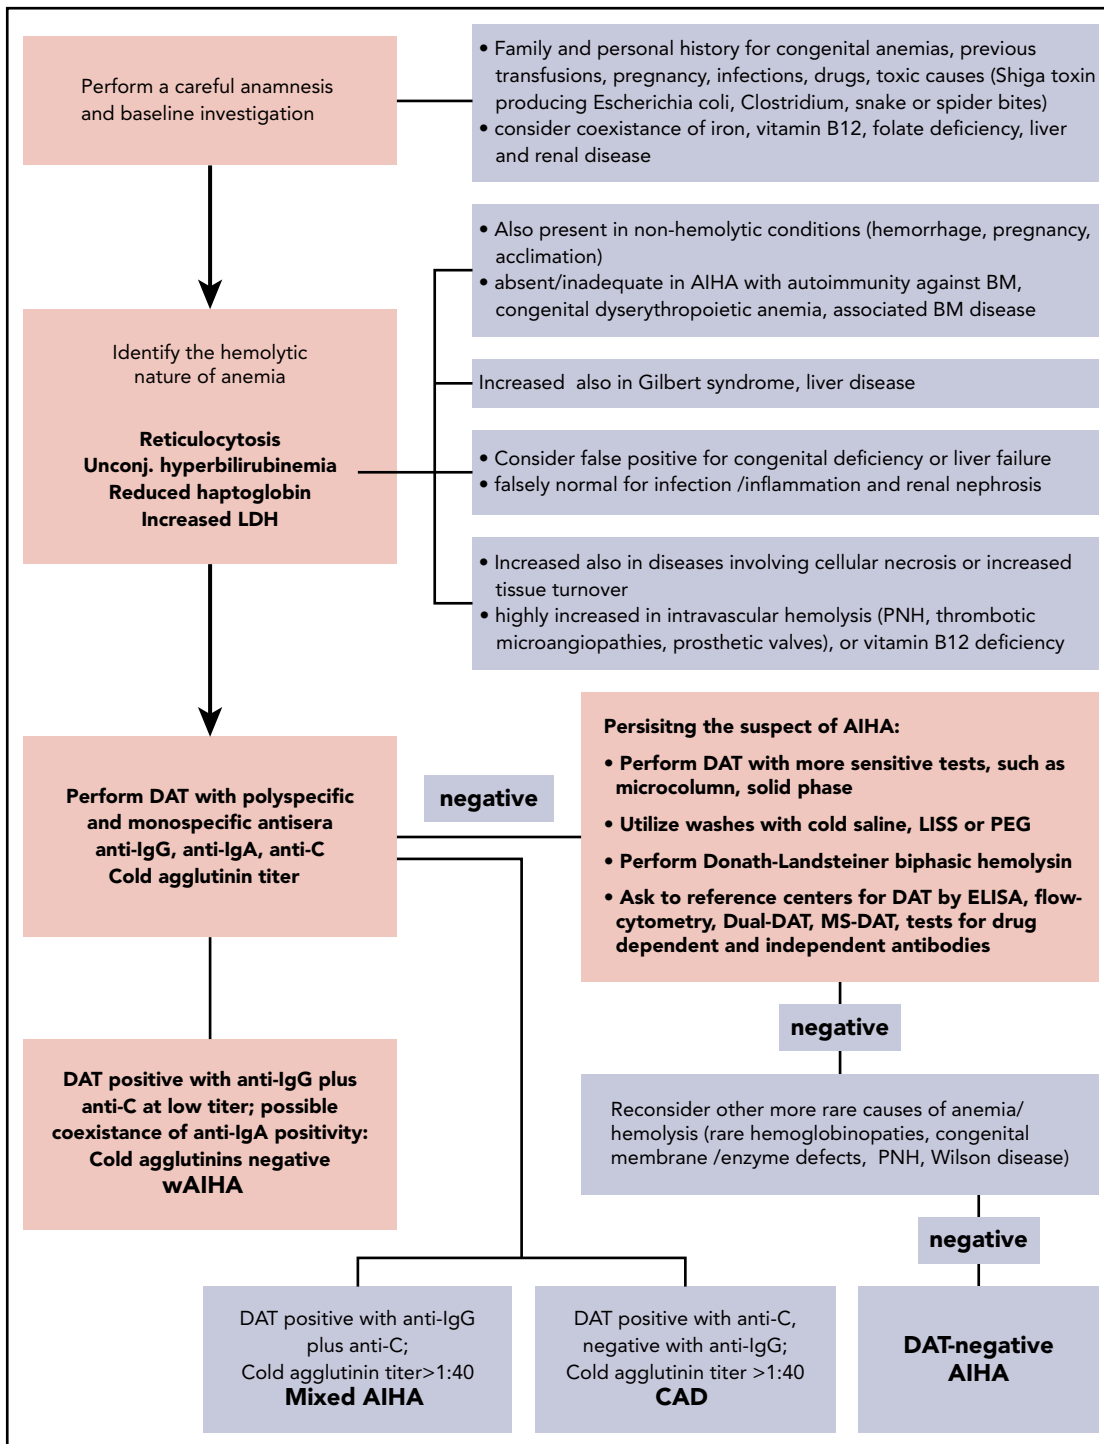 Perform a careful anamnesis
and baseline investigation
• Family and personal history for congenital anemias, previous
transfusions, pregnancy, infections, drugs, toxic causes (Shiga toxin
producing Escherichia coli, Clostridium, snake or spider bites)
• consider coexistance of iron, vitamin B12, folate deficiency, liver
and renal disease
• Also present in non-hemolytic conditions (hemorrhage, pregnancy,
acclimation)
• absent/inadequate in AIHA with autoimmunity against BM,
congenital dyserythropoietic anemia, associated BM disease
Identify the hemolytic
nature of anemia
Reticulocytosis
Unconj. hyperbilirubinemia
Reduced haptoglobin
Increased LDH
Increased also in Gilbert syndrome, liver disease
• Consider false positive for congenital deficiency or liver failure
• falsely normal for infection /inflammation and renal nephrosis
• Increased also in diseases involving cellular necrosis or increased
tissue turnover
• highly increased in intravascular hemolysis (PNH, thrombotic
microangiopathies, prosthetic valves), or vitamin B12 deficiency
Perform DAT with polyspecific
and monospecific antisera
anti-IgG, anti-IgA, anti-C
Cold agglutinin titer
negative
Persisitng the suspect of AIHA:
• Perform DAT with more sensitive tests, such as
microcolumn, solid phase
• Utilize washes with cold saline, LISS or PEG
• Perform Donath-Landsteiner biphasic hemolysin
• Ask to reference centers for DAT by ELISA, flow-
cytometry, Dual-DAT, MS-DAT, tests for drug
dependent and independent antibodies
negative
DAT positive with anti-IgG plus
anti-C at low titer; possible
coexistance of anti-IgA positivity:
Cold agglutinins negative
wAIHA
Reconsider other more rare causes of anemia/
hemolysis (rare hemoglobinopaties, congenital
membrane /enzyme defects, PNH, Wilson disease)
negative
DAT positive with anti-IgG
plus anti-C;
Cold agglutinin titer>1:40
Mixed AIHA
DAT positive with anti-C,
negative with anti-IgG;
Cold agglutinin titer >1:40
CAD
DAT-negative
AIHA